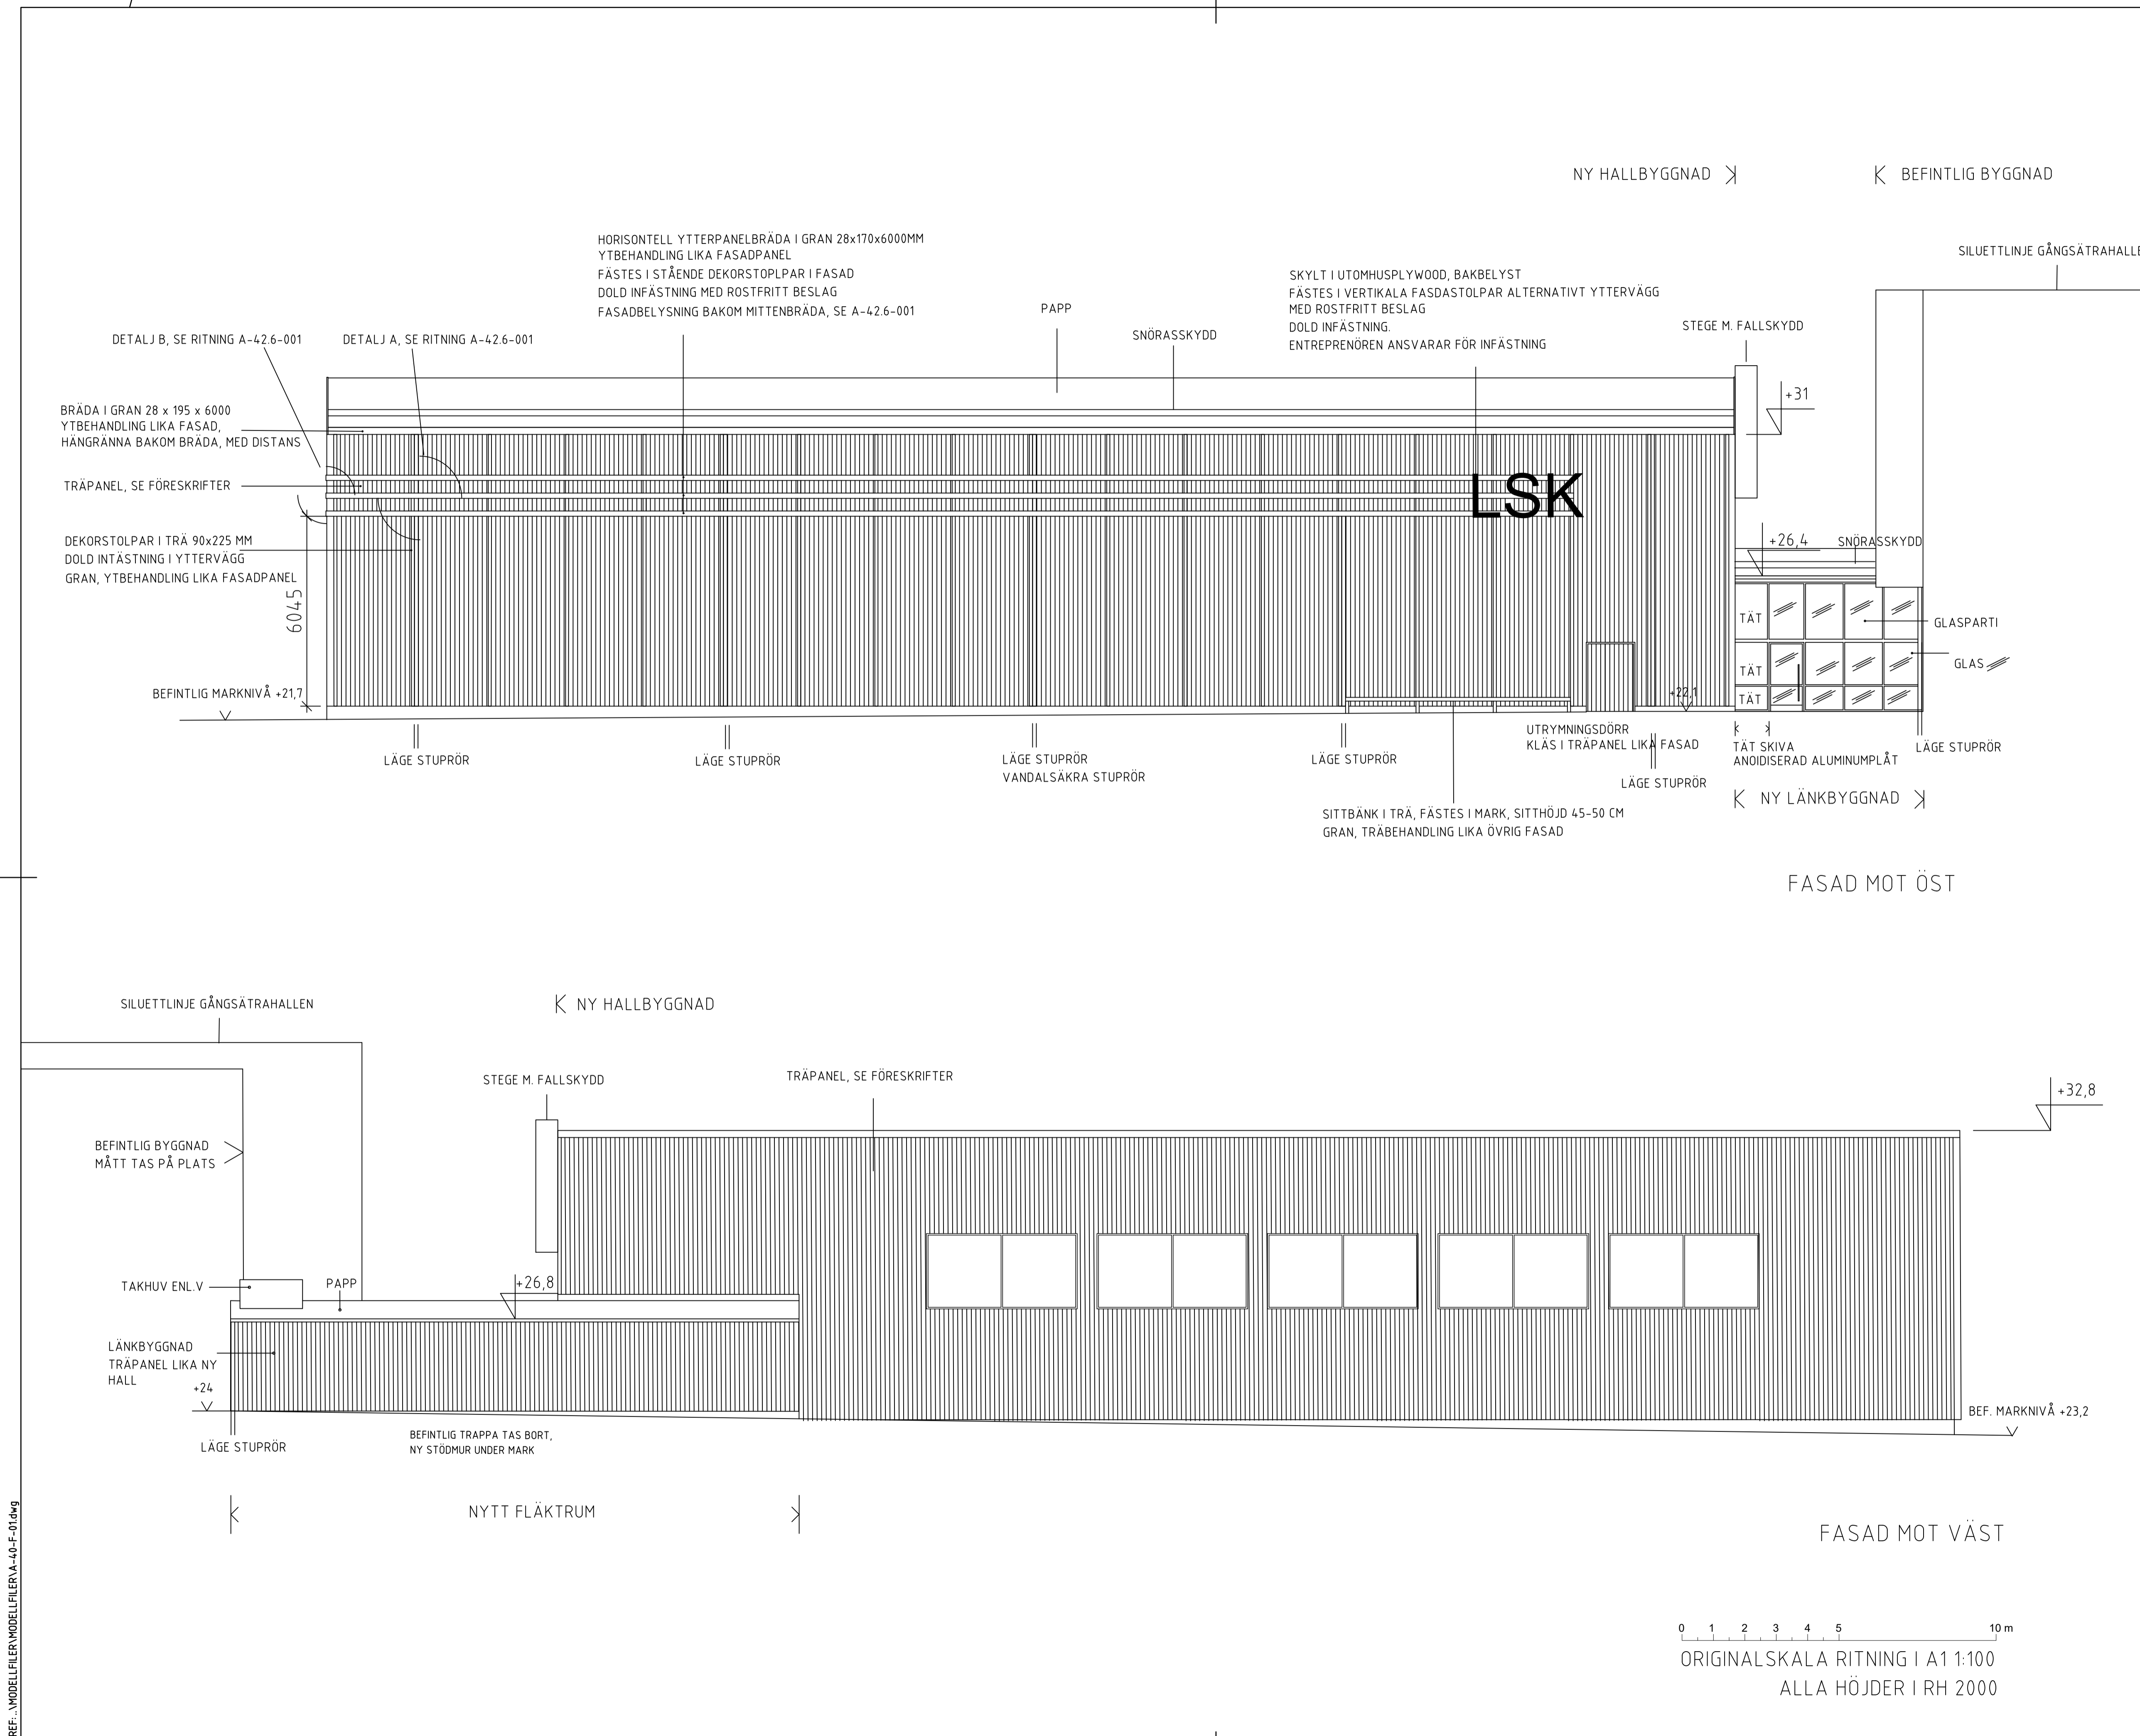 NY HALLBYGGNAD
BEFINTLIG BYGGNAD
SILUETTLINJE GÅNGSÄTRAHALLE
HORISONTELL YTTERPANELBRÄDA I GRAN 28x170x6000MM
YTBEHANDLING LIKA FASADPANEL
FÄSTES I STÅENDE DEKORSTOPLPAR I FASAD
DOLD INFÄSTNING MED ROSTFRITT BESLAG
FASADBELYSNING BAKOM MITTENBRÄDA, SE A-42.6-001
PAPP
SNÖRASSKYDD
SKYLT I UTOMHUSPLYWOOD, BAKBELYST
FÄSTES I VERTIKALA FASDASTOLPAR ALTERNATIVT YTTERVÄGG
MED ROSTFRITT BESLAG
DOLD INFÄSTNING.
ENTREPRENÖREN ANSVARAR FÖR INFÄSTNING
STEGE M. FALLSKYDD
DETALJ B, SE RITNING A-42.6-001
DETALJ A, SE RITNING A-42.6-001
+31
BRÄDA I GRAN 28 x 195 x 6000
YTBEHANDLING LIKA FASAD,
HÄNGRÄNNA BAKOM BRÄDA, MED DISTANS
TRÄPANEL, SE FÖRESKRIFTER
LSK
DEKORSTOLPAR I TRÄ 90x225 MM
DOLD INTÄSTNING I YTTERVÄGG
GRAN, YTBEHANDLING LIKA FASADPANEL
6045
+26,4
SNÖRASSKYDD
TÄT
GLASPARTI
TÄT
GLAS
TÄT
BEFINTLIG MARKNIVÅ +21,7
+22,1
LÄGE STUPRÖR
LÄGE STUPRÖR
LÄGE STUPRÖR
VANDALSÄKRA STUPRÖR
LÄGE STUPRÖR
UTRYMNINGSDÖRR
KLÄS I TRÄPANEL LIKA FASAD
LÄGE STUPRÖR
TÄT SKIVA
ANOIDISERAD ALUMINUMPLÅT
LÄGE STUPRÖR
NY LÄNKBYGGNAD
SITTBÄNK I TRÄ, FÄSTES I MARK, SITTHÖJD 45-50 CM
GRAN, TRÄBEHANDLING LIKA ÖVRIG FASAD
FASAD MOT ÖST
SILUETTLINJE GÅNGSÄTRAHALLEN
NY HALLBYGGNAD
STEGE M. FALLSKYDD
TRÄPANEL, SE FÖRESKRIFTER
+32,8
BEFINTLIG BYGGNAD
MÅTT TAS PÅ PLATS
TAKHUV ENL.V
PAPP
+26,8
LÄNKBYGGNAD
TRÄPANEL LIKA NY
HALL
+24
BEF. MARKNIVÅ +23,2
LÄGE STUPRÖR
BEFINTLIG TRAPPA TAS BORT,
NY STÖDMUR UNDER MARK
NYTT FLÄKTRUM
FASAD MOT VÄST
0 1 2 3 4 5 10 m
ORIGINALSKALA RITNING I A1 1:100
ALLA HÖJDER I RH 2000
REF: ..\MODELLFILER\MODELLFILER\A-40-F-01.dwg